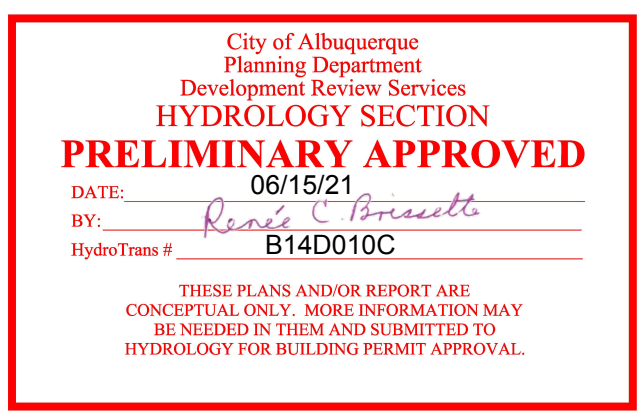 City of Albuquerque
Planning Department
Development Review Services
HYDROLOGY SECTION
PRELIMINARY APPROVED
DATE: 06/15/21
BY: Renée C. Brissette
HydroTrans # B14D010C
THESE PLANS AND/OR REPORT ARE
CONCEPTUAL ONLY. MORE INFORMATION MAY
BE NEEDED IN THEM AND SUBMITTED TO
HYDROLOGY FOR BUILDING PERMIT APPROVAL.